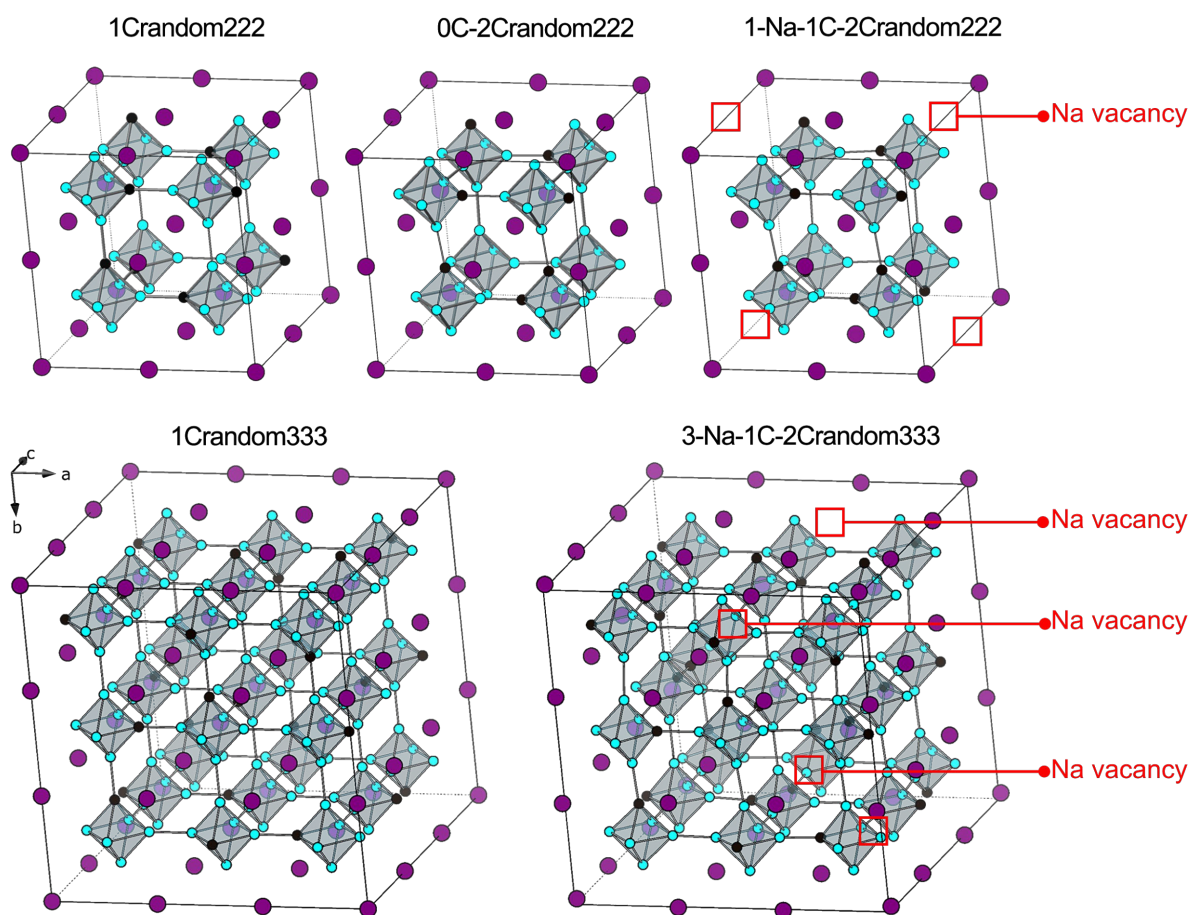 1Crandom222
0C-2Crandom222
1-Na-1C-2Crandom222
Na vacancy
1Crandom333
3-Na-1C-2Crandom333
c
a
b
Na vacancy
Na vacancy
Na vacancy